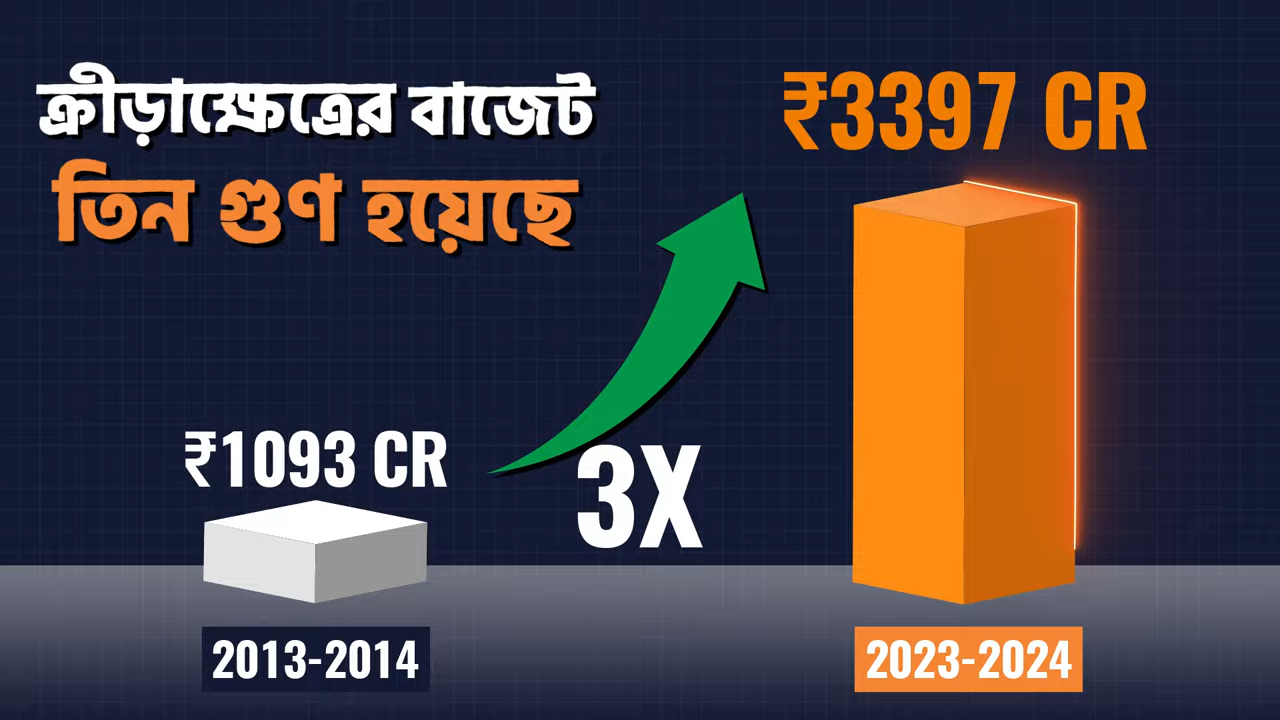 ক্রীড়াক্ষেত্রের বাজেট
তিন গুণ হয়েছে
₹3397 CR
₹1093 CR
3X
2013-2014
2023-2024